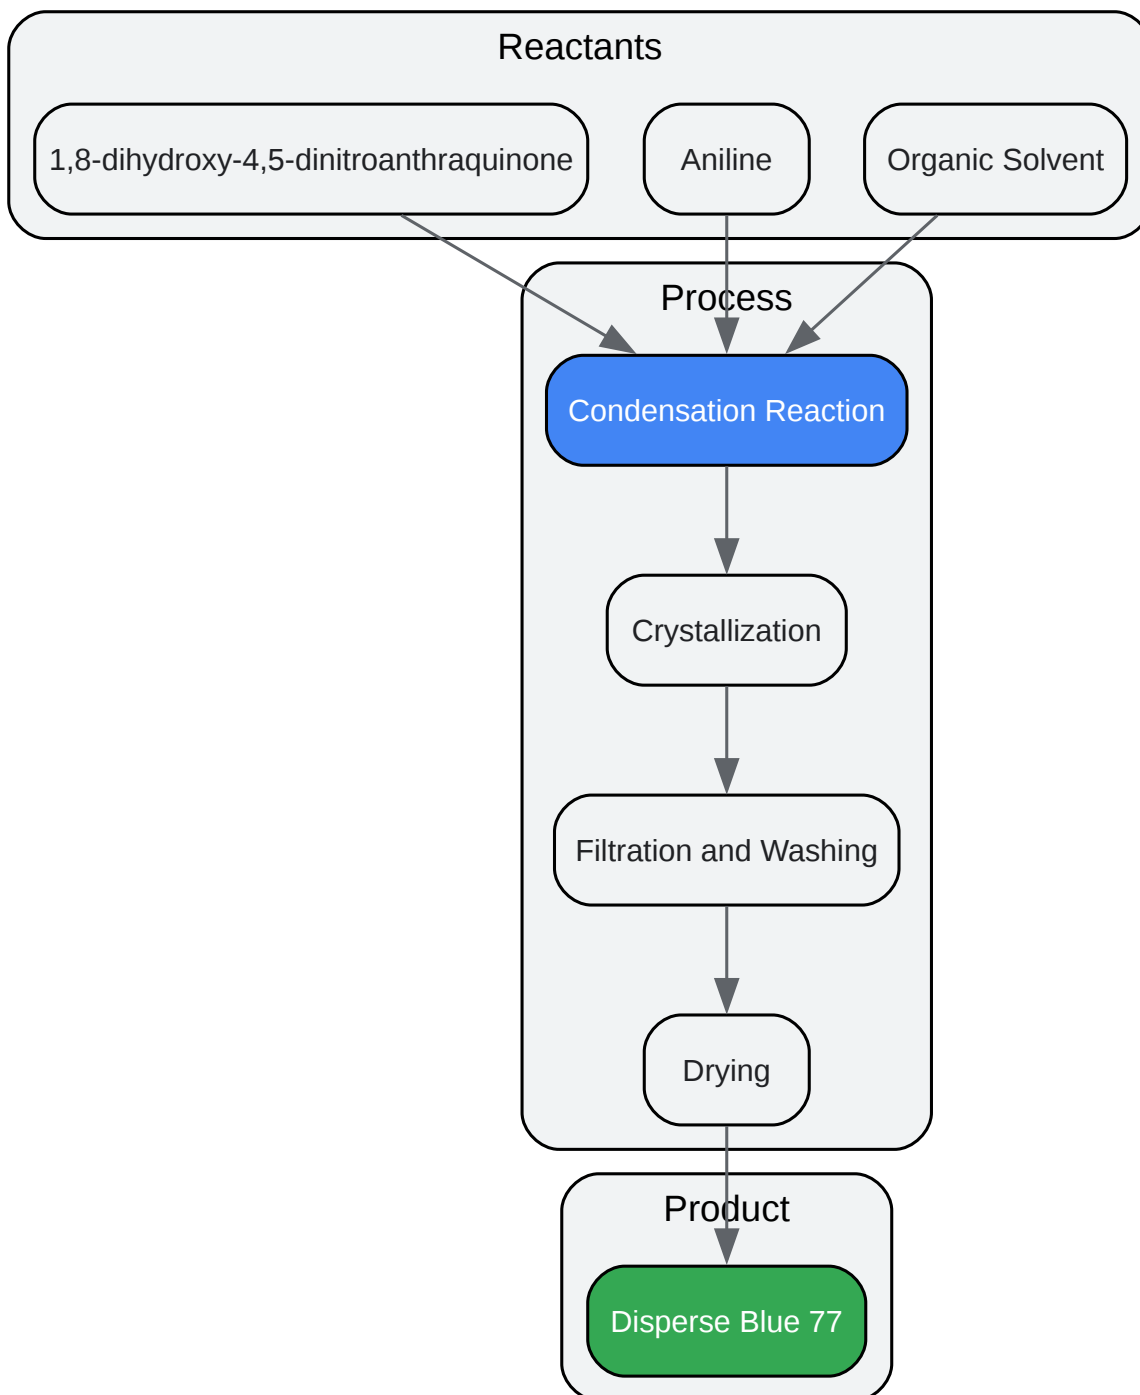 Reactants
1,8-dihydroxy-4,5-dinitroanthraquinone
Aniline
Organic Solvent
Process
Condensation Reaction
Crystallization
Filtration and Washing
Drying
Product
Disperse Blue 77